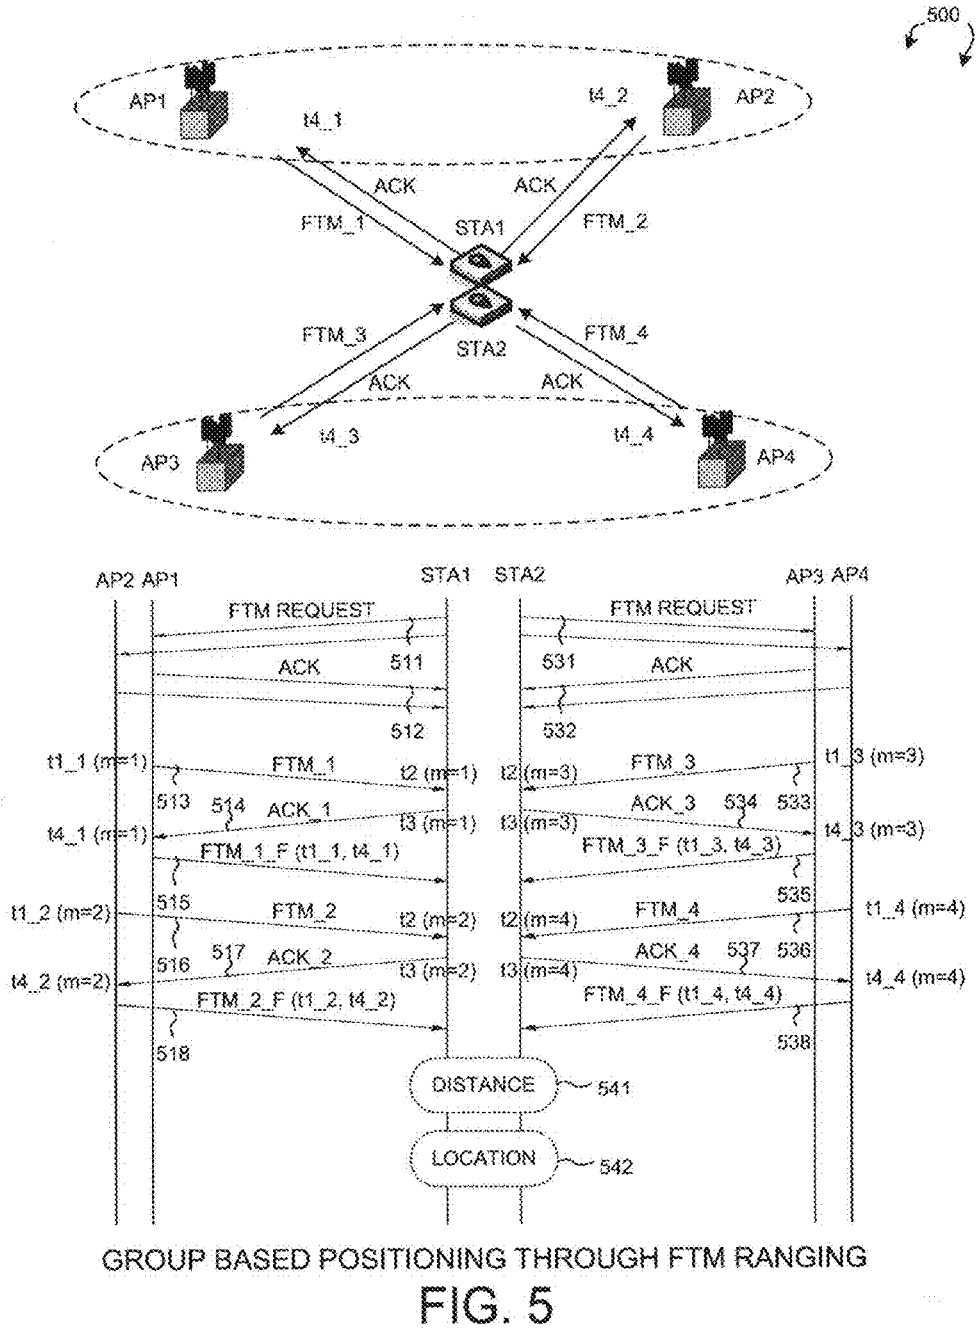 500
AP1
t4_1
t4_2
AP2
ACK
ACK
FTM_1
STA1
FTM_2
FTM_3
STA2
FTM_4
ACK
ACK
AP3
t4_3
t4_4
AP4
AP2 AP1 STA1 STA2 AP3 AP4
FTM REQUEST FTM REQUEST
511 531
ACK ACK
512 532
t1_1 (m=1) FTM_1 t2 (m=1) t2 (m=3) FTM_3 t1_3 (m=3)
513 514 534 533
t4_1 (m=1) ACK_1 t3 (m=1) t3 (m=3) ACK_3 t4_3 (m=3)
FTM_1_F (t1_1, t4_1) FTM_3_F (t1_3, t4_3)
515 535
t1_2 (m=2) FTM_2 t2 (m=2) t2 (m=4) FTM_4 t1_4 (m=4)
516 517 537 536
t4_2 (m=2) ACK_2 t3 (m=2) t3 (m=4) ACK_4 t4_4 (m=4)
FTM_2_F (t1_2, t4_2) FTM_4_F (t1_4, t4_4)
518 538
DISTANCE 541
LOCATION 542
GROUP BASED POSITIONING THROUGH FTM RANGING
FIG. 5